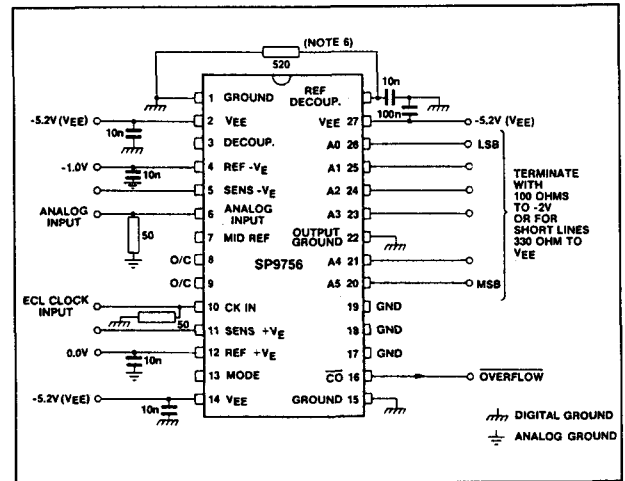 (NOTE 6)
520
1 GROUND
REF DECOUP.
10n
100n
-5.2V (VEE)
10n
2 VEE
VEE 27
-5.2V (VEE)
3 DECOUP.
A0 26
LSB
-1.0V
10n
4 REF -VE
A1 25
5 SENS -VE
A2 24
ANALOG INPUT
6 ANALOG INPUT
A3 23
TERMINATE
WITH
100 OHMS
TO -2V
OR FOR
SHORT LINES
330 OHM TO
VEE
50
7 MID REF
OUTPUT GROUND 22
O/C
8
SP9756
A4 21
O/C
9
A5 20
MSB
ECL CLOCK INPUT
10 CK IN
19 GND
50
11 SENS +VE
18 GND
0.0V
10n
12 REF +VE
17 GND
13 MODE
CO 16
OVERFLOW
-5.2V (VEE)
10n
14 VEE
GROUND 15
DIGITAL GROUND
ANALOG GROUND